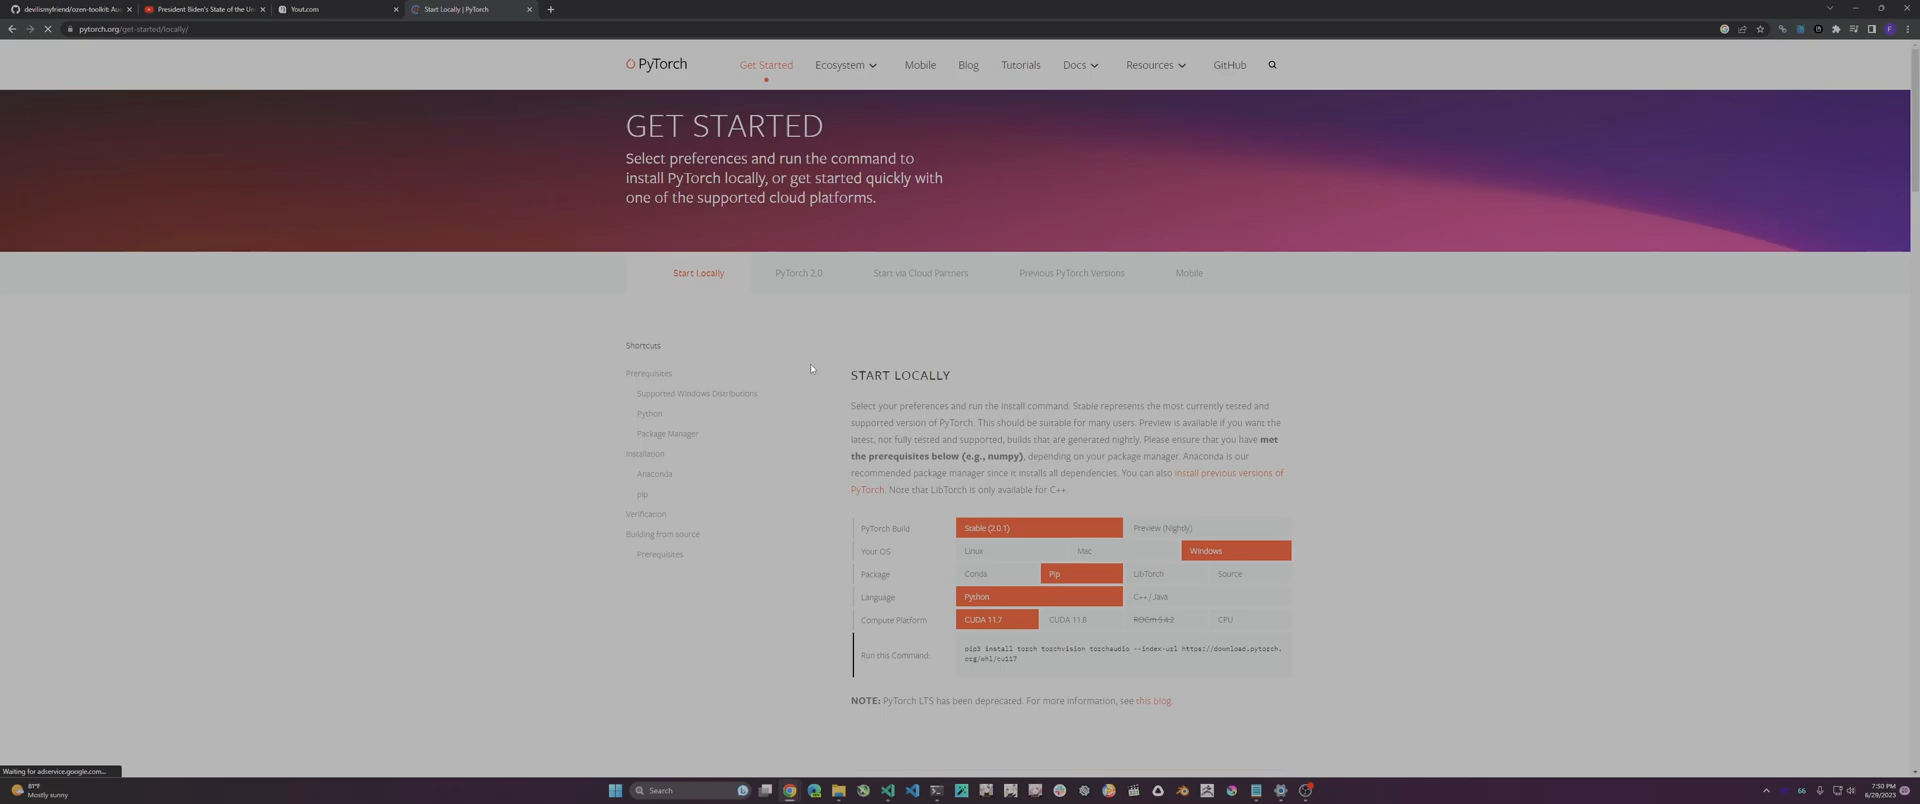 devilismyfriend/ozen-toolkit: Au
President Biden's State of the Un
Yout.com
Start Locally | PyTorch
pytorch.org/get-started/locally/
PyTorch
Get Started
Ecosystem
Mobile
Blog
Tutorials
Docs
Resources
GitHub
GET STARTED
Select preferences and run the command to
install PyTorch locally, or get started quickly with
one of the supported cloud platforms.
Start Locally
PyTorch 2.0
Start via Cloud Partners
Previous PyTorch Versions
Mobile
Shortcuts
Prerequisites
Supported Windows Distributions
Python
Package Manager
Installation
Anaconda
pip
Verification
Building from source
Prerequisites
START LOCALLY
Select your preferences and run the install command. Stable represents the most currently tested and
supported version of PyTorch. This should be suitable for many users. Preview is available if you want the
latest, not fully tested and supported, builds that are generated nightly. Please ensure that you have met
the prerequisites below (e.g., numpy), depending on your package manager. Anaconda is our
recommended package manager since it installs all dependencies. You can also install previous versions of
PyTorch. Note that LibTorch is only available for C++.
PyTorch Build
Stable (2.0.1)
Preview (Nightly)
Your OS
Linux
Mac
Windows
Package
Conda
Pip
LibTorch
Source
Language
Python
C++ / Java
Compute Platform
CUDA 11.7
CUDA 11.8
ROCm 5.4.2
CPU
Run this Command:
pip3 install torch torchvision torchaudio --index-url https://download.pytorch.
org/whl/cu117
NOTE: PyTorch LTS has been deprecated. For more information, see this blog.
Waiting for adservice.google.com...
81°F
Mostly sunny
Search
66
7:50 PM
6/29/2023